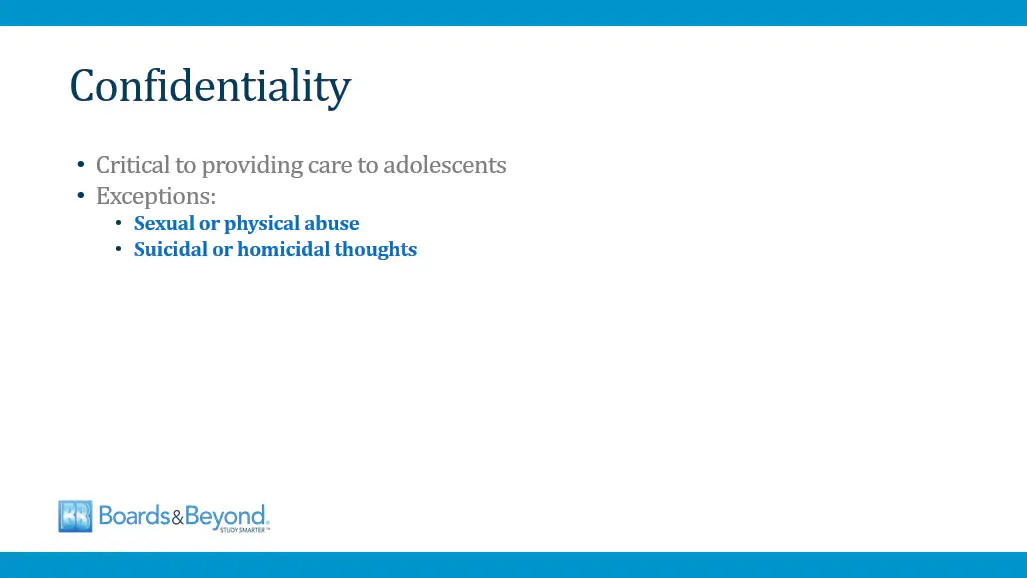 Confidentiality
• Critical to providing care to adolescents
• Exceptions:
• Sexual or physical abuse
• Suicidal or homicidal thoughts
BB Boards&Beyond®
STUDY SMARTER™